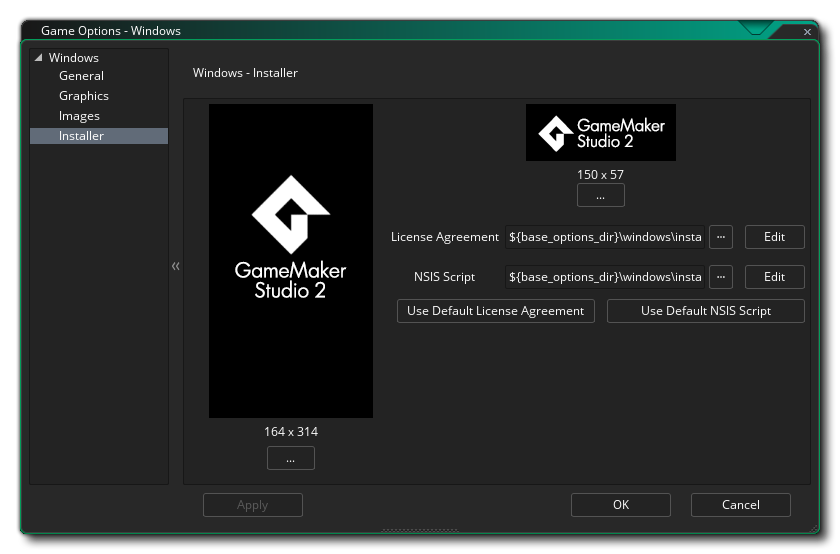 Game Options - Windows
Windows
General
Graphics
Images
Installer
Windows - Installer
GameMaker
Studio 2
164 x 314
...
GameMaker
Studio 2
150 x 57
...
License Agreement ${base_options_dir}\windows\insta ... Edit
NSIS Script ${base_options_dir}\windows\insta ... Edit
Use Default License Agreement Use Default NSIS Script
Apply OK Cancel